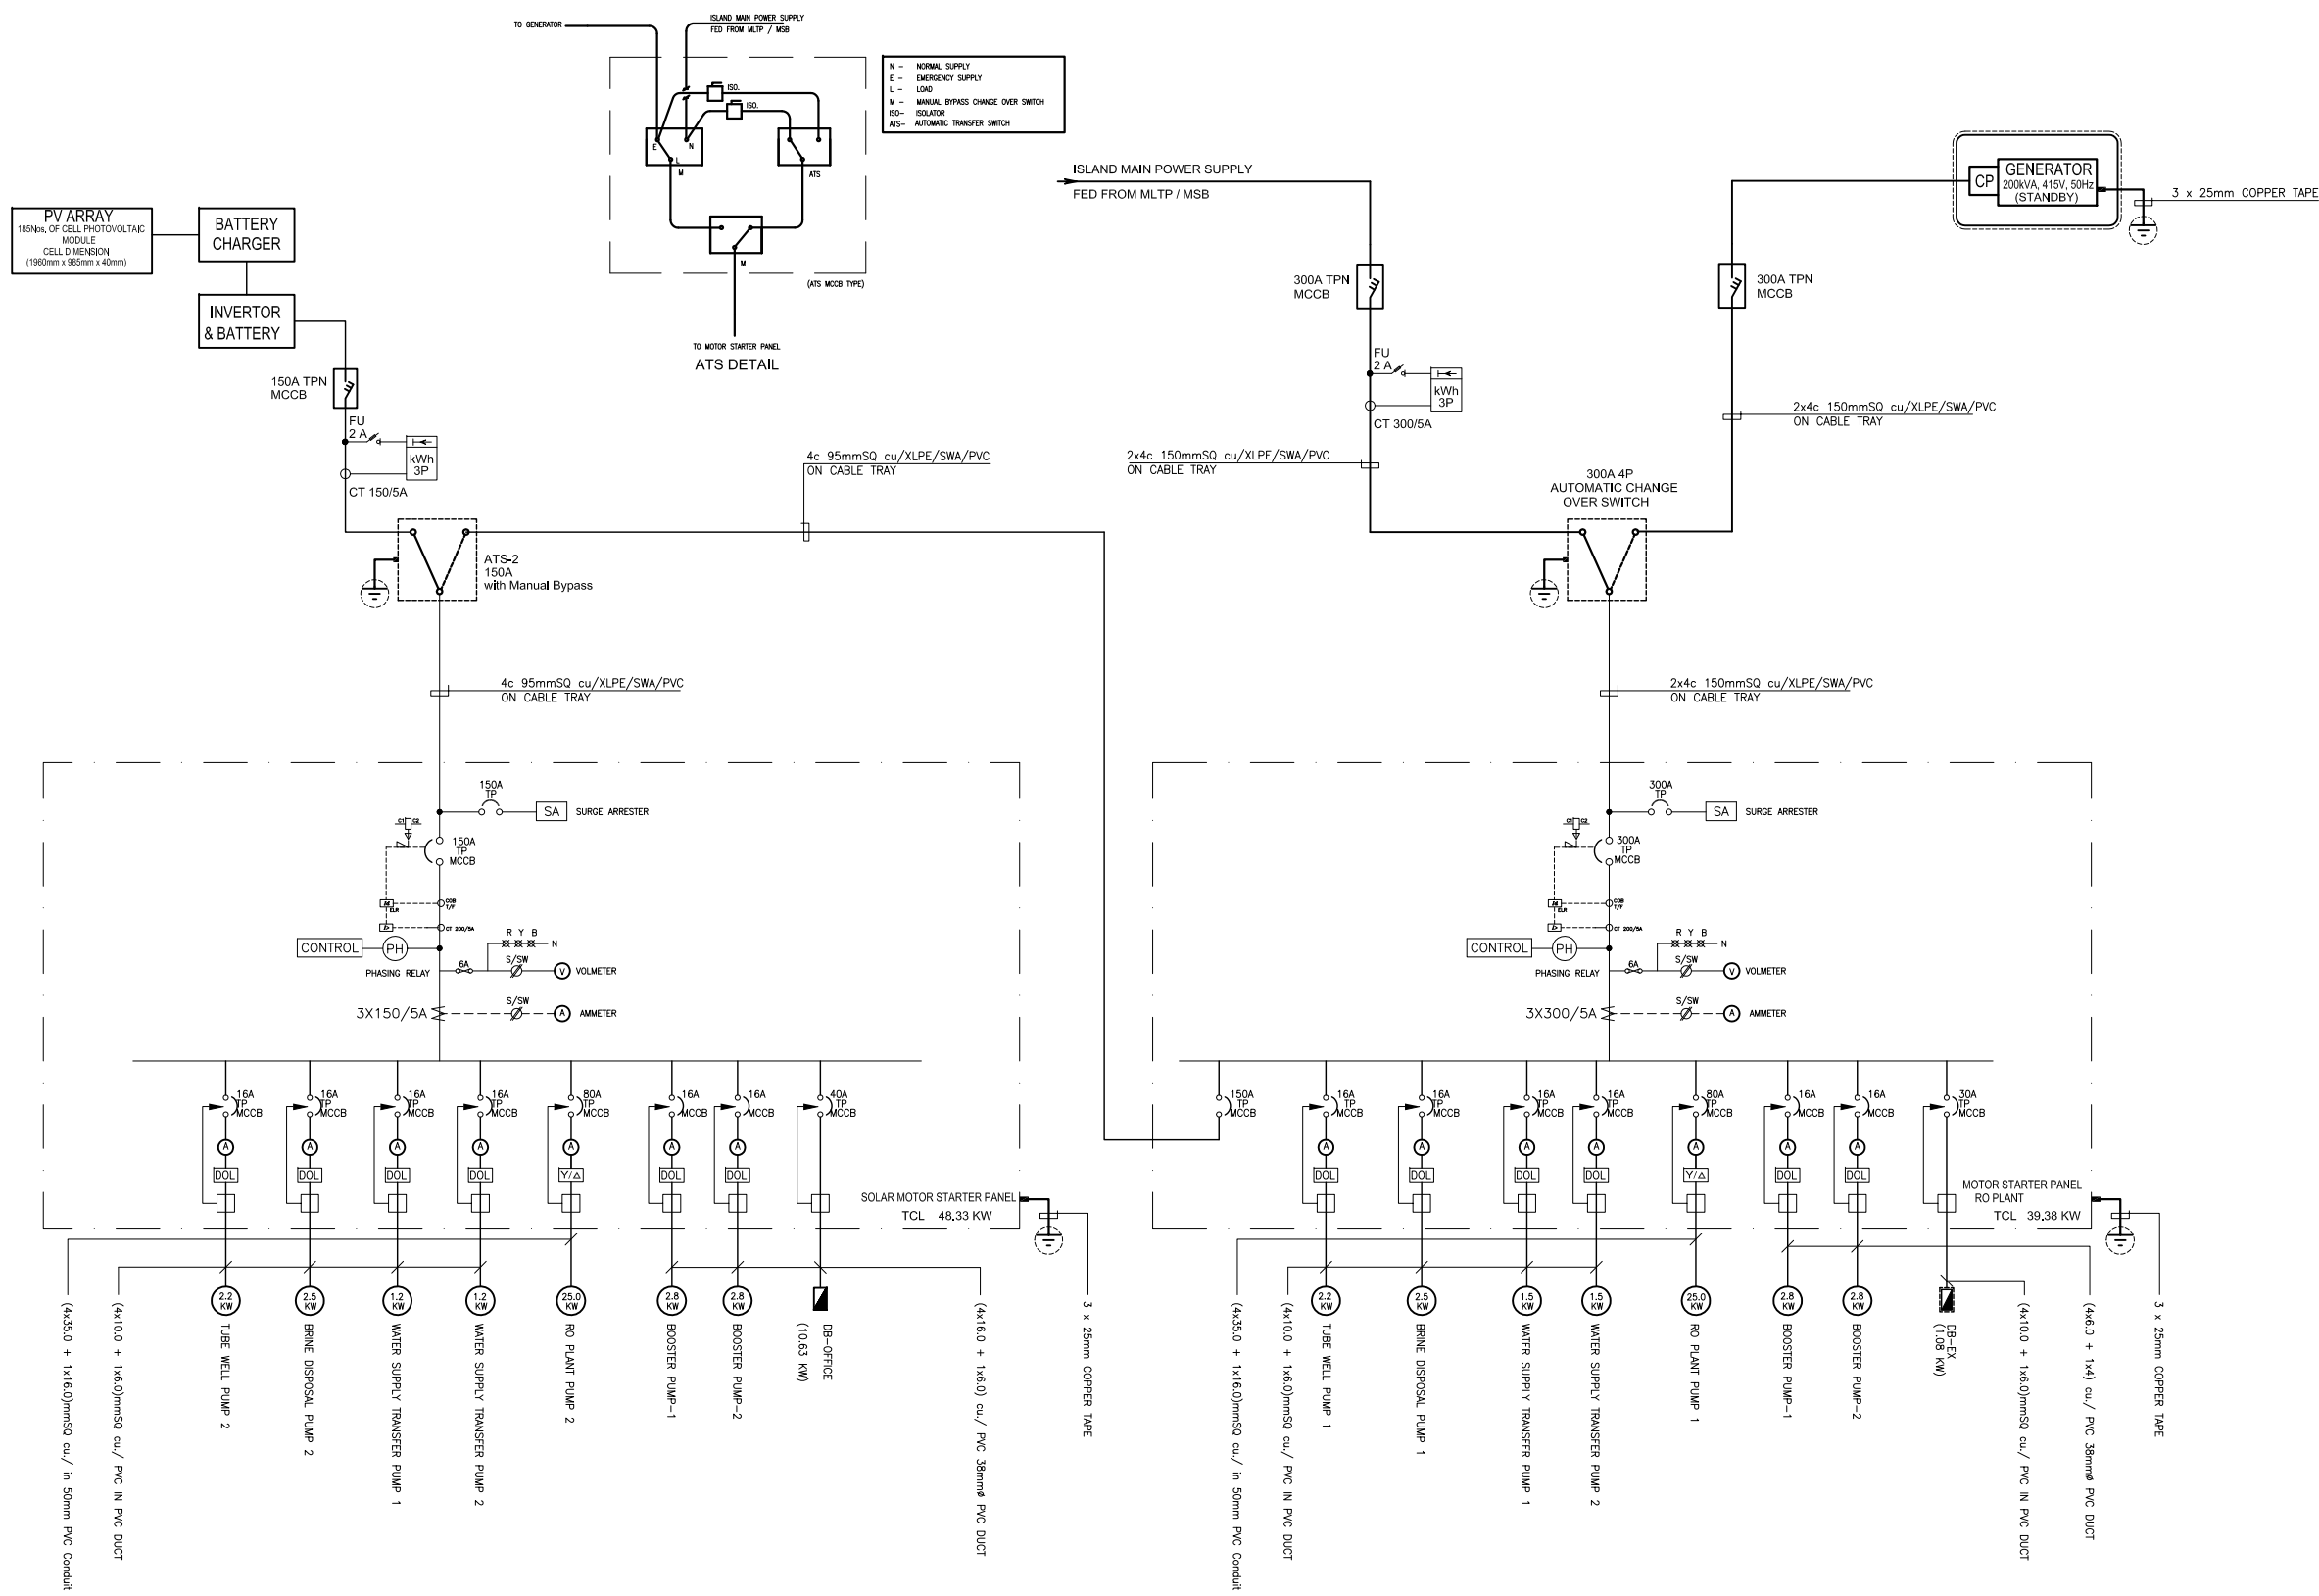 TO GENERATOR
ISLAND MAIN POWER SUPPLY
FED FROM MLTP / MSB
ISO.
ISO.
E
N
L
M
ATS
M
(ATS MCCB TYPE)
TO MOTOR STARTER PANEL
ATS DETAIL
N - NORMAL SUPPLY
E - EMERGENCY SUPPLY
L - LOAD
M - MANUAL BYPASS CHANGE OVER SWITCH
ISO- ISOLATOR
ATS- AUTOMATIC TRANSFER SWITCH
PV ARRAY
185Nos. OF CELL PHOTOVOLTAIC
MODULE
CELL DIMENSION
(1960mm x 985mm x 40mm)
BATTERY
CHARGER
INVERTOR
& BATTERY
150A TPN
MCCB
FU
2 A
kWh
3P
CT 150/5A
ATS-2
150A
with Manual Bypass
4c 95mmSQ cu/XLPE/SWA/PVC
ON CABLE TRAY
4c 95mmSQ cu/XLPE/SWA/PVC
ON CABLE TRAY
ISLAND MAIN POWER SUPPLY
FED FROM MLTP / MSB
300A TPN
MCCB
FU
2 A
kWh
3P
CT 300/5A
2x4c 150mmSQ cu/XLPE/SWA/PVC
ON CABLE TRAY
CP
GENERATOR
200kVA, 415V, 50Hz
(STANDBY)
3 x 25mm COPPER TAPE
300A TPN
MCCB
2x4c 150mmSQ cu/XLPE/SWA/PVC
ON CABLE TRAY
300A 4P
AUTOMATIC CHANGE
OVER SWITCH
2x4c 150mmSQ cu/XLPE/SWA/PVC
ON CABLE TRAY
150A
TP
SA
SURGE ARRESTER
C1 C2
150A
TP
MCCB
ELR
CT 200/5A
CONTROL
PH
PHASING RELAY
R Y B
N
6A
S/SW
V
VOLMETER
3X150/5A
S/SW
A
AMMETER
16A
TP
MCCB
16A
TP
MCCB
16A
TP
MCCB
16A
TP
MCCB
80A
TP
MCCB
16A
MCCB
16A
MCCB
40A
TP
MCCB
A
A
A
A
A
A
A
DOL
DOL
DOL
DOL
Y/△
DOL
DOL
SOLAR MOTOR STARTER PANEL
TCL 48.33 KW
2.2
KW
2.5
KW
1.2
KW
1.2
KW
25.0
KW
2.8
KW
2.8
KW
(4x35.0 + 1x16.0)mmSQ cu./ in 50mm PVC Conduit
(4x10.0 + 1x6.0)mmSQ cu./ PVC IN PVC DUCT
TUBE WELL PUMP 2
BRINE DISPOSAL PUMP 2
WATER SUPPLY TRANSFER PUMP 1
WATER SUPPLY TRANSFER PUMP 2
RO PLANT PUMP 2
BOOSTER PUMP-1
BOOSTER PUMP-2
DB-OFFICE
(10.63 KW)
(4x16.0 + 1x6.0) cu./ PVC 38mmø PVC DUCT
3 x 25mm COPPER TAPE
300A
TP
SA
SURGE ARRESTER
C1 C2
300A
TP
MCCB
ELR
CT 200/5A
CONTROL
PH
PHASING RELAY
R Y B
N
6A
S/SW
V
VOLMETER
3X300/5A
S/SW
A
AMMETER
150A
TP
MCCB
16A
TP
MCCB
16A
TP
MCCB
16A
TP
MCCB
16A
TP
MCCB
80A
TP
MCCB
16A
MCCB
16A
MCCB
30A
TP
MCCB
A
A
A
A
A
A
A
DOL
DOL
DOL
DOL
Y/△
DOL
DOL
MOTOR STARTER PANEL
RO PLANT
TCL 39.38 KW
2.2
KW
2.5
KW
1.5
KW
1.5
KW
25.0
KW
2.8
KW
2.8
KW
(4x35.0 + 1x16.0)mmSQ cu./ in 50mm PVC Conduit
(4x10.0 + 1x6.0)mmSQ cu./ PVC IN PVC DUCT
TUBE WELL PUMP 1
BRINE DISPOSAL PUMP 1
WATER SUPPLY TRANSFER PUMP 1
WATER SUPPLY TRANSFER PUMP 2
RO PLANT PUMP 1
BOOSTER PUMP-1
BOOSTER PUMP-2
DB-EX
(1.08 KW)
(4x10.0 + 1x6.0)mmSQ cu./ PVC IN PVC DUCT
(4x6.0 + 1x4) cu./ PVC 38mmø PVC DUCT
3 x 25mm COPPER TAPE